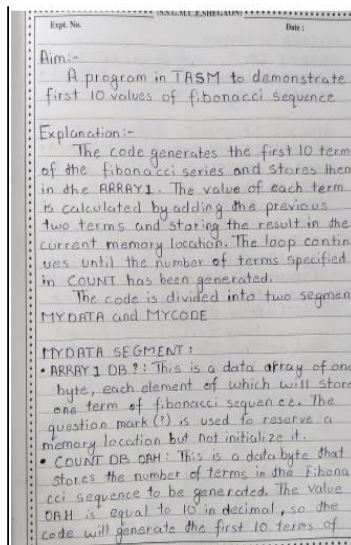 (S.S.G.M.C.E.SHEGAON)
Expt. No.
Date :
Aim:-
A program in TASM to demonstrate
first 10 values of fibonacci sequence
Explanation:-
The code generates the first 10 term
of the fibonacci series and stores then
in the ARRAY1. The value of each term
is calculated by adding the previous
two terms and storing the result in the
current memory location. The loop contin
ues until the number of terms specified
in COUNT has been generated.
The code is divided into two segmen
MYDATA and MYCODE
MYDATA SEGMENT:
• ARRAY1 DB ?: This is a data array of one
byte, each element of which will store
one term of fibonacci sequence. The
question mark (?) is used to reserve a
memory location but not initialize it.
• COUNT DB 0AH: This is a data byte that
stores the number of terms in the Fibona
cci sequence to be generated. The value
0AH is equal to 10 in decimal, so the
code will generate the first 10 terms of